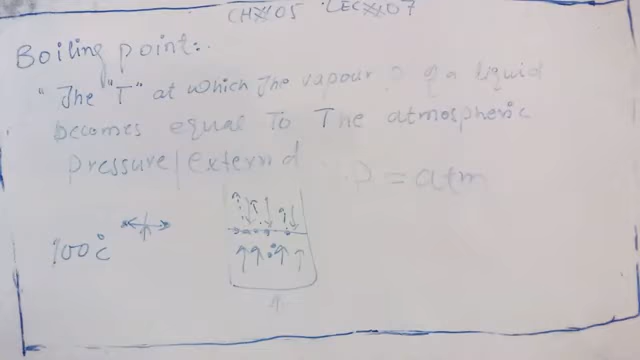 CH#05 LEC#07
Boiling point:.
"The "T" at which The vapour P of a liquid
becomes equal To The atmospheric
pressure/Extern
P = atm
100°C